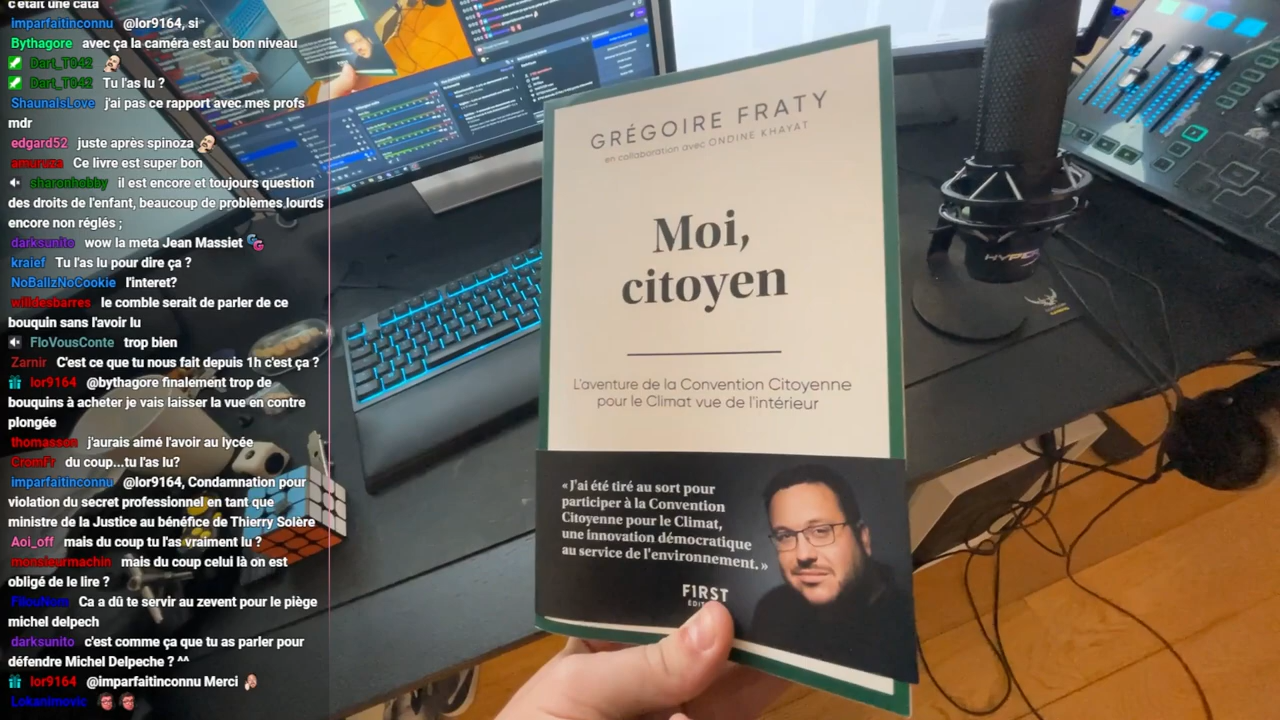 c'était une cata
imparfaitinconnu @lor9164, si
Bythagore avec ça la caméra est au bon niveau
Dart_T042
Dart_T042 Tu l'as lu ?
ShaunaIsLove j'ai pas ce rapport avec mes profs
mdr
edgard52 juste après spinoza
amuruza Ce livre est super bon
sharonhobby il est encore et toujours question
des droits de l'enfant, beaucoup de problèmes lourds
encore non réglés ;
darksunito wow la meta Jean Massiet
kraief Tu l'as lu pour dire ça ?
NoBallzNoCookie l'interet?
willdesbarres le comble serait de parler de ce
bouquin sans l'avoir lu
FloVousConte trop bien
Zarnir C'est ce que tu nous fait depuis 1h c'est ça ?
lor9164 @bythagore finalement trop de
bouquins à acheter je vais laisser la vue en contre
plongée
thomasson j'aurais aimé l'avoir au lycée
CromFr du coup...tu l'as lu?
imparfaitinconnu @lor9164, Condamnation pour
violation du secret professionnel en tant que
ministre de la Justice au bénéfice de Thierry Solère
Aoi_off mais du coup tu l'as vraiment lu ?
monsieurmachin mais du coup celui là on est
obligé de le lire ?
FilouNom Ca a dû te servir au zevent pour le piège
michel delpech
darksunito c'est comme ça que tu as parler pour
défendre Michel Delpeche ? ^^
lor9164 @imparfaitinconnu Merci
Lokanimovic
GRÉGOIRE FRATY
en collaboration avec ONDINE KHAYAT
Moi,
citoyen
L'aventure de la Convention Citoyenne
pour le Climat vue de l'intérieur
«J'ai été tiré au sort pour
participer à la Convention
Citoyenne pour le Climat,
une innovation démocratique
au service de l'environnement.»
FIRST
HYPER